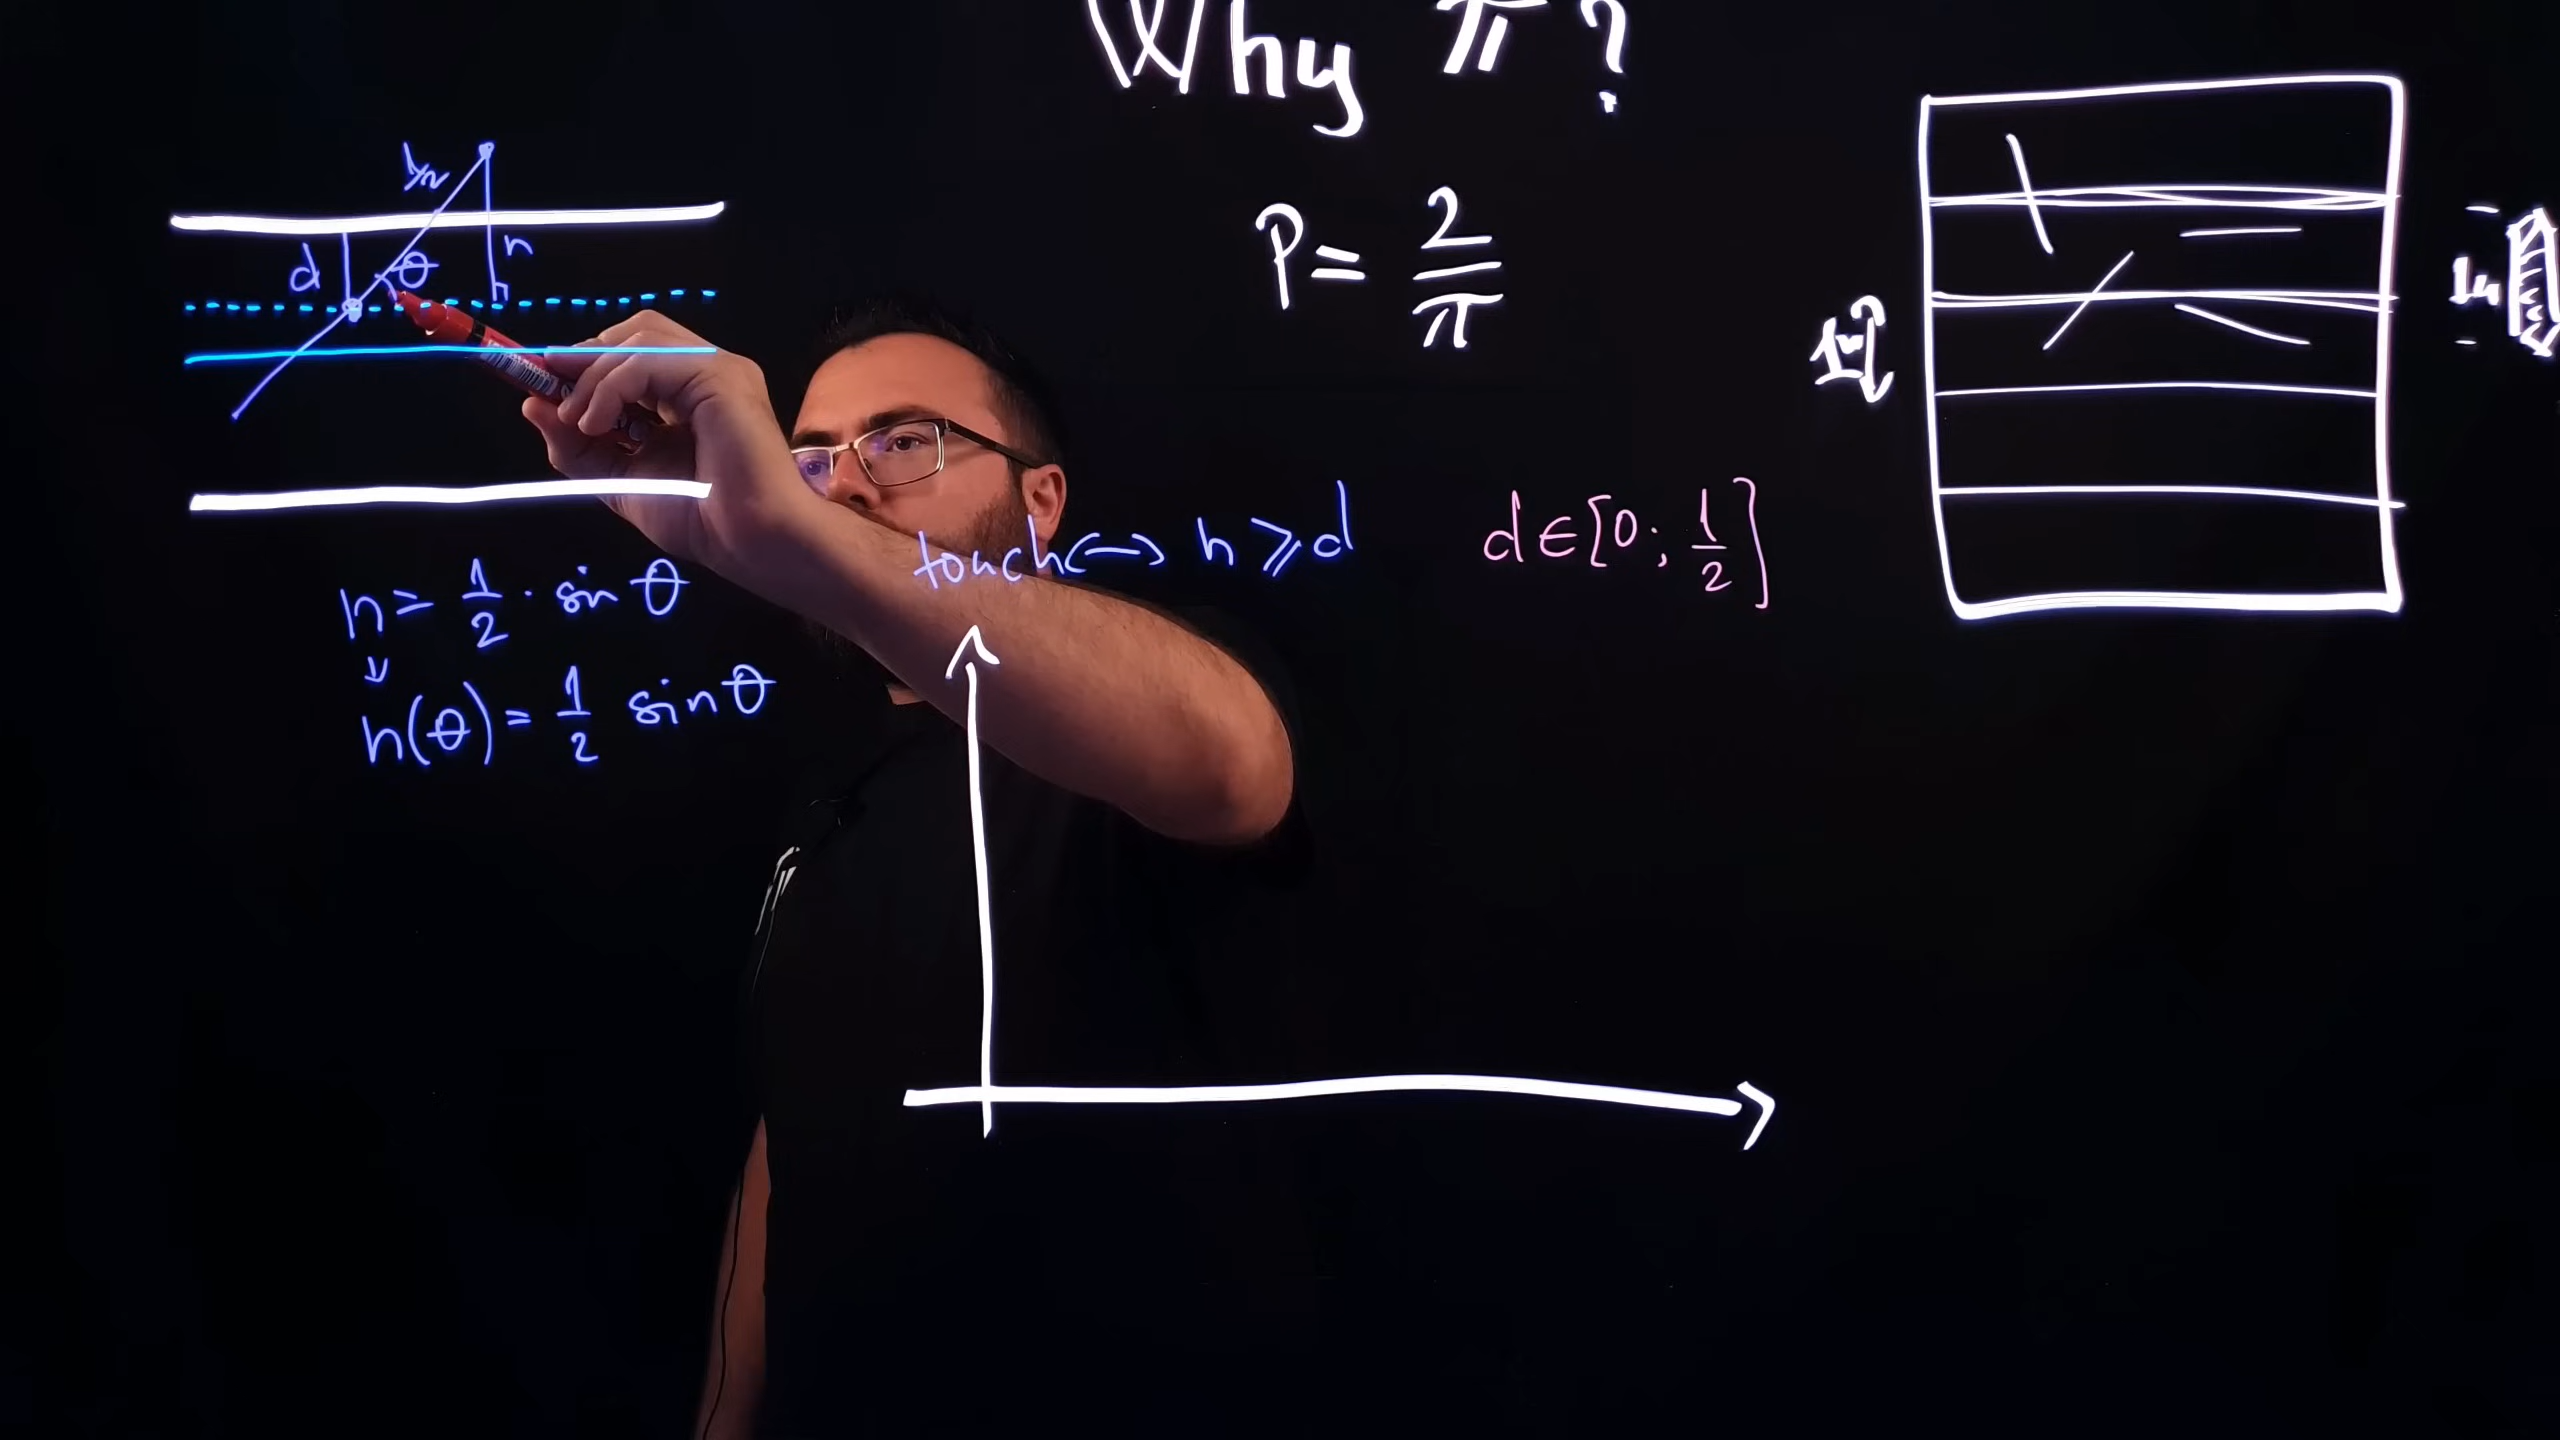 Why π?
P = 2/π
1/2
d
θ
h
touch ↔ h ⩾ d
d ∈ [0; 1/2]
h = 1/2 · sin θ
h(θ) = 1/2 sin θ